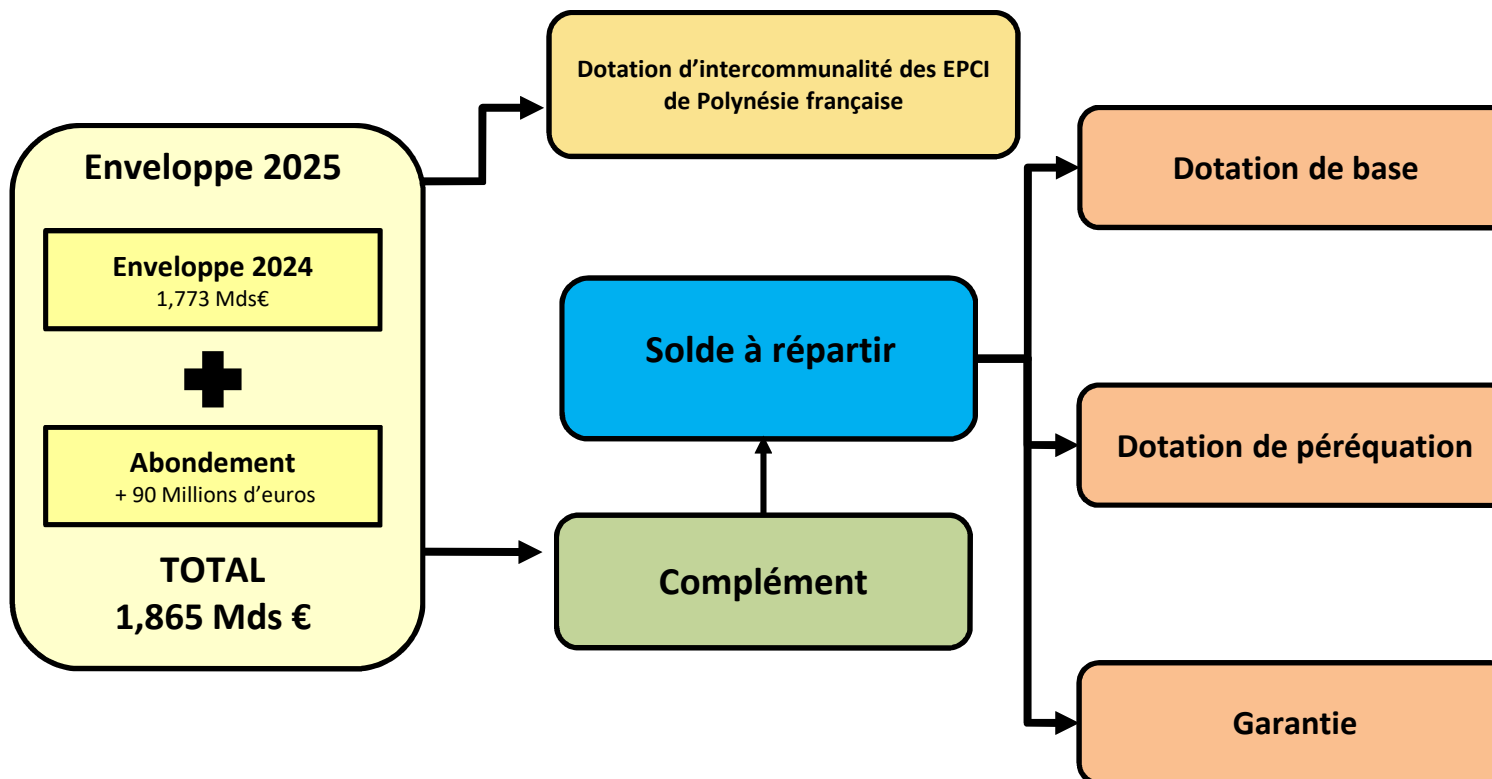 Enveloppe 2025
Enveloppe 2024
1,773 Mds€
Abondement
+ 90 Millions d’euros
TOTAL
1,865 Mds €
Dotation d’intercommunalité des EPCI
de Polynésie française
Solde à répartir
Complément
Dotation de base
Dotation de péréquation
Garantie